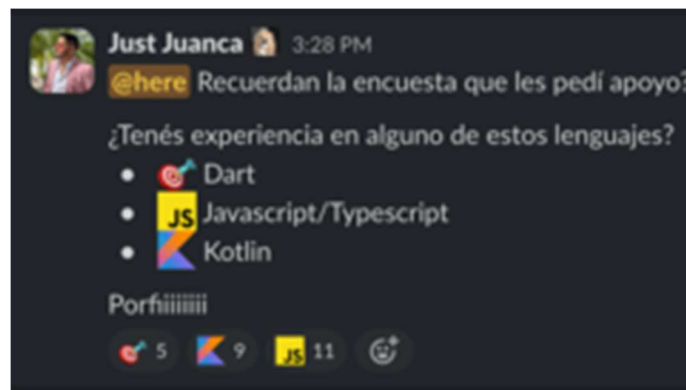 Just Juanca 3:28 PM
@here Recuerdan la encuesta que les pedí apoyo?
¿Tenés experiencia en alguno de estos lenguajes?
Dart
JS Javascript/Typescript
Kotlin
Porfiiiiiiiii
5 9 JS 11